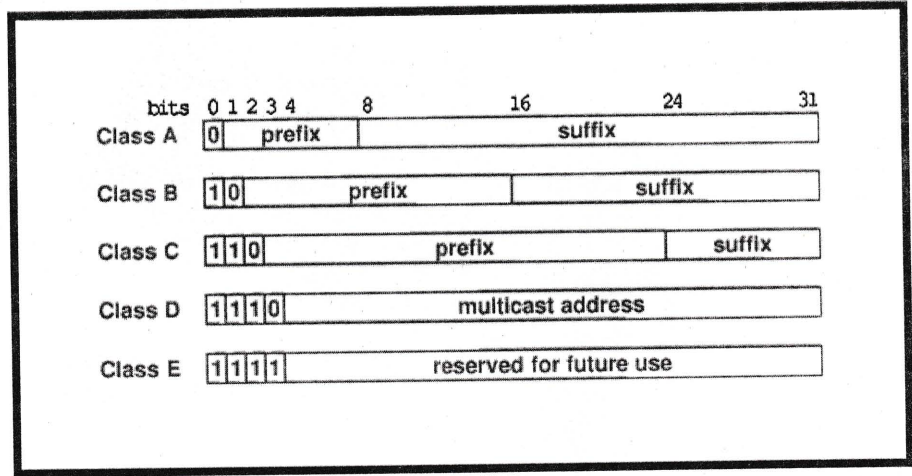 bits 0 1 2 3 4 8 16 24 31
Class A 0 prefix suffix
Class B 1 0 prefix suffix
Class C 1 1 0 prefix suffix
Class D 1 1 1 0 multicast address
Class E 1 1 1 1 reserved for future use